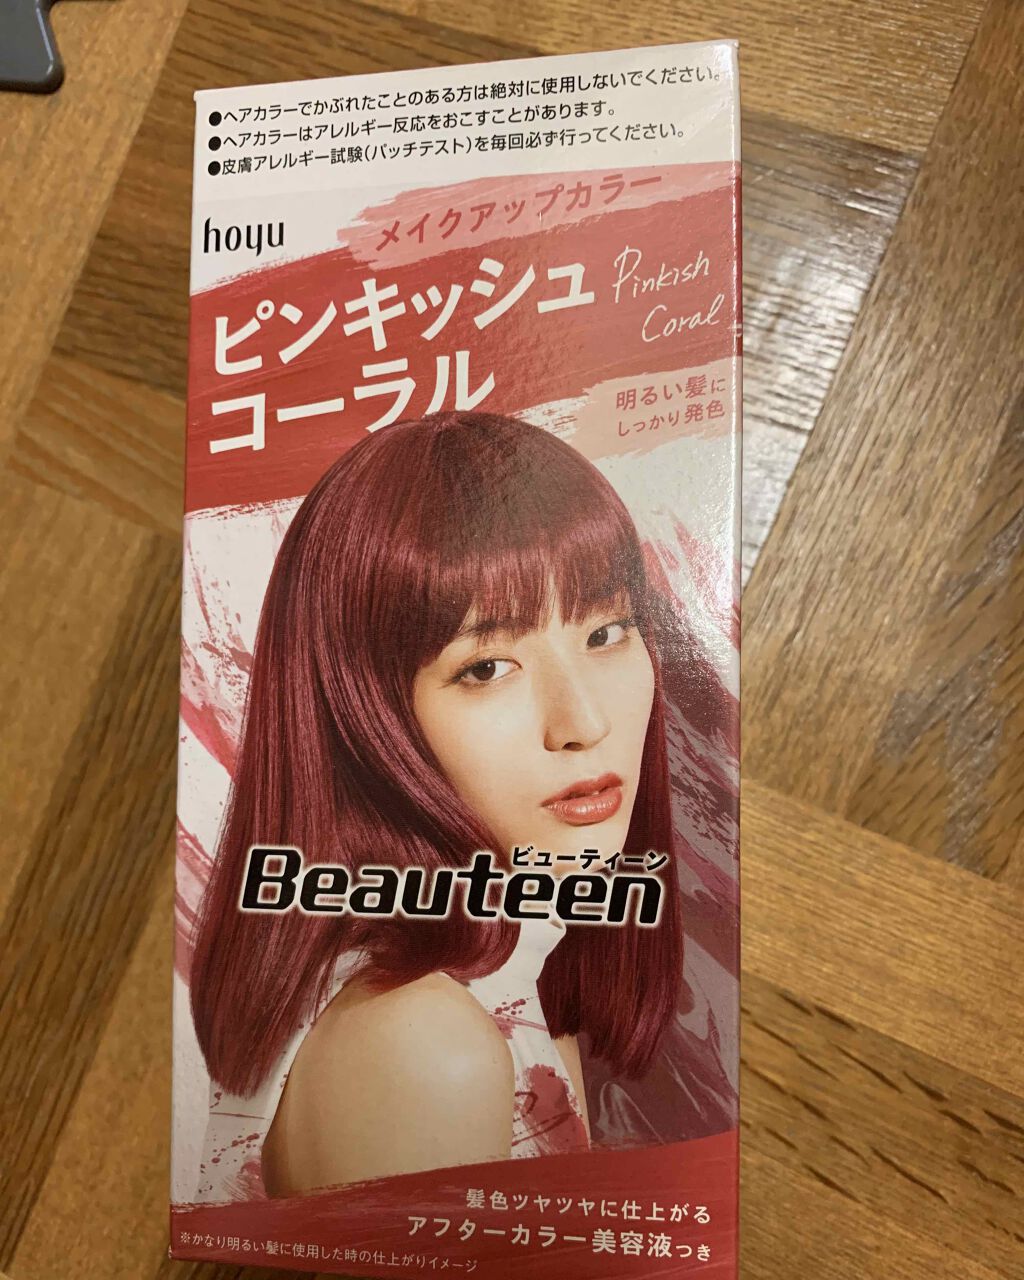 ●ヘアカラーでかぶれたことのある方は絶対に使用しないでください。
●ヘアカラーはアレルギー反応をおこすことがあります。
●皮膚アレルギー試験(パッチテスト)を毎回必ず行ってください。
hoyu
メイクアップカラー
ピンキッシュ
コーラル
Pinkish
Coral
明るい髪に
しっかり発色
ビューティーン
Beauteen
髪色ツヤツヤに仕上がる
アフターカラー美容液つき
※かなり明るい髪に使用した時の仕上がりイメージ